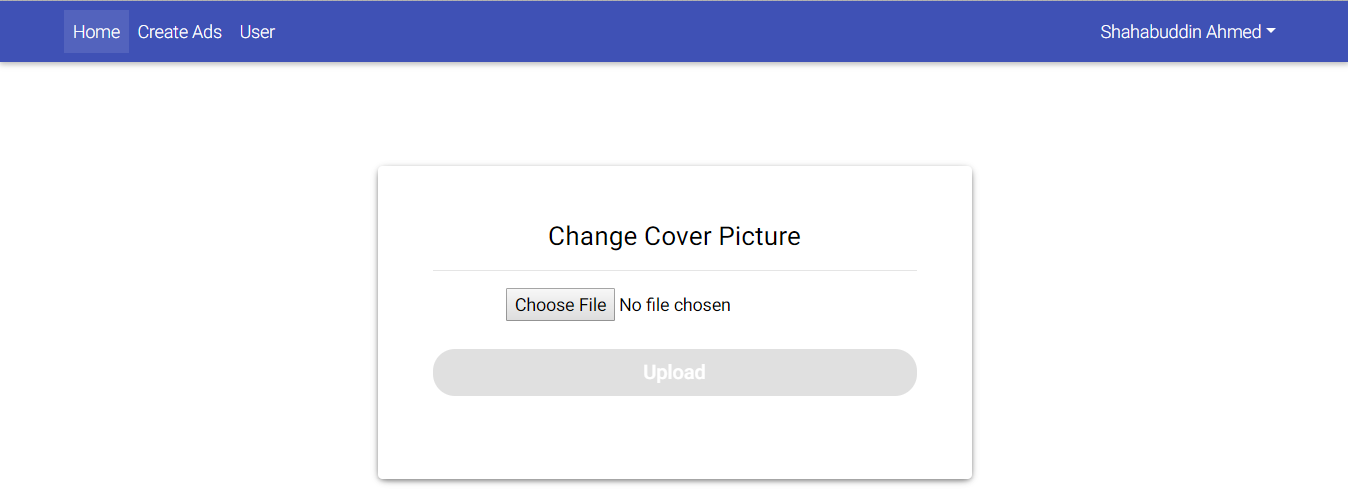 Home Create Ads User Shahabuddin Ahmed
Change Cover Picture
Choose File No file chosen
Upload